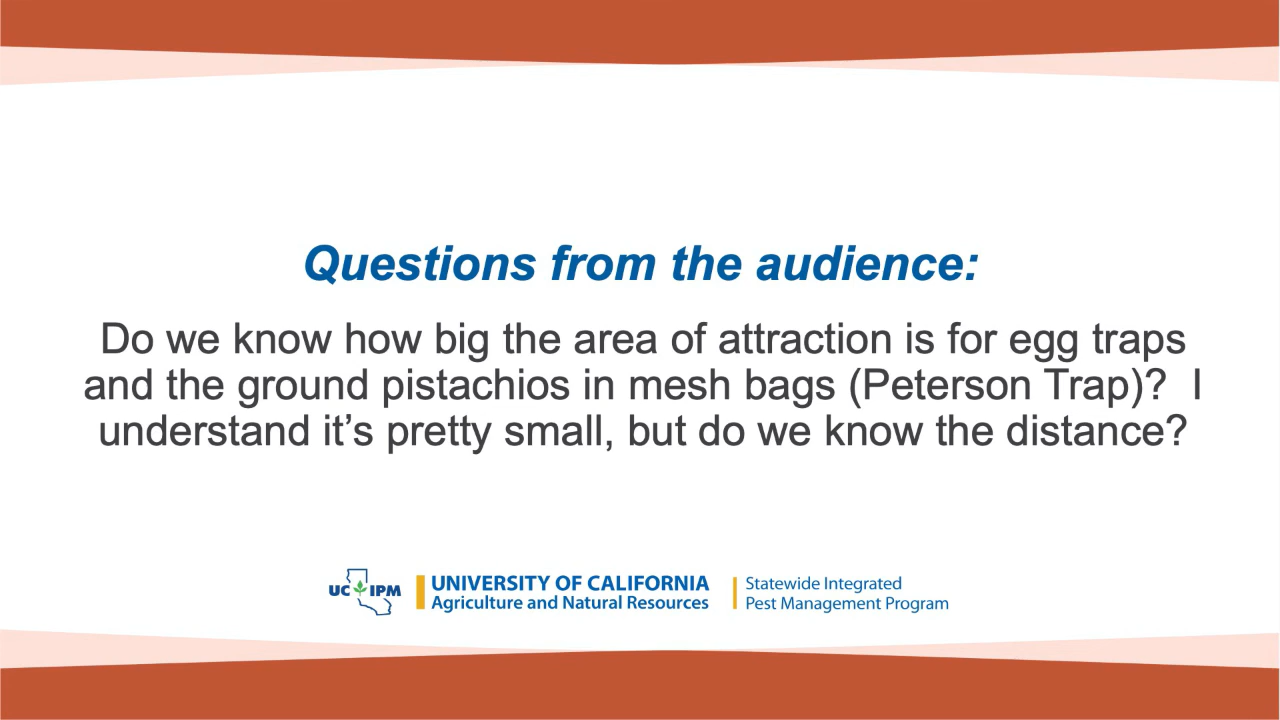 Questions from the audience:
Do we know how big the area of attraction is for egg traps
and the ground pistachios in mesh bags (Peterson Trap)?  I
understand it’s pretty small, but do we know the distance?
UC IPM
UNIVERSITY OF CALIFORNIA
Agriculture and Natural Resources
Statewide Integrated
Pest Management Program